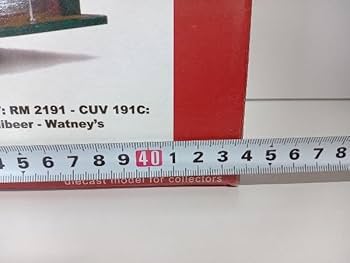 : RM 2191 - CUV 191C:
ibeer - Watney's
4 5 6 7 8 9 40 1 2 3 4 5 6 7 8
diecast model for collectors